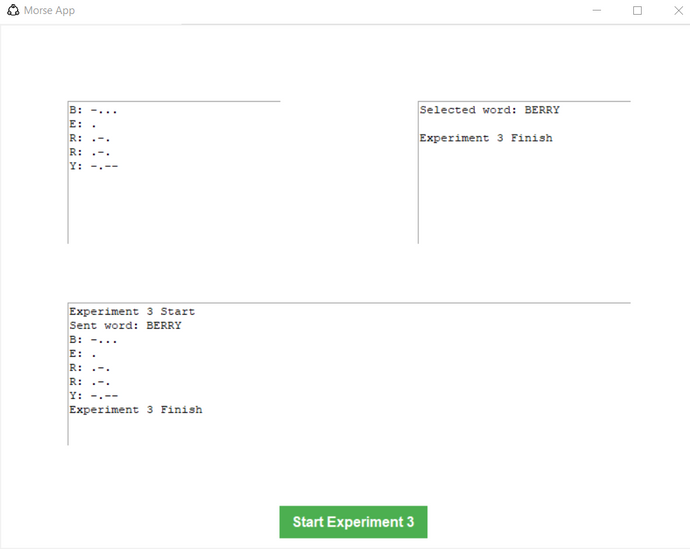 Morse App
B: -...
E: .
R: .-.
R: .-.
Y: -.--
Selected word: BERRY
Experiment 3 Finish
Experiment 3 Start
Sent word: BERRY
B: -...
E: .
R: .-.
R: .-.
Y: -.--
Experiment 3 Finish
Start Experiment 3